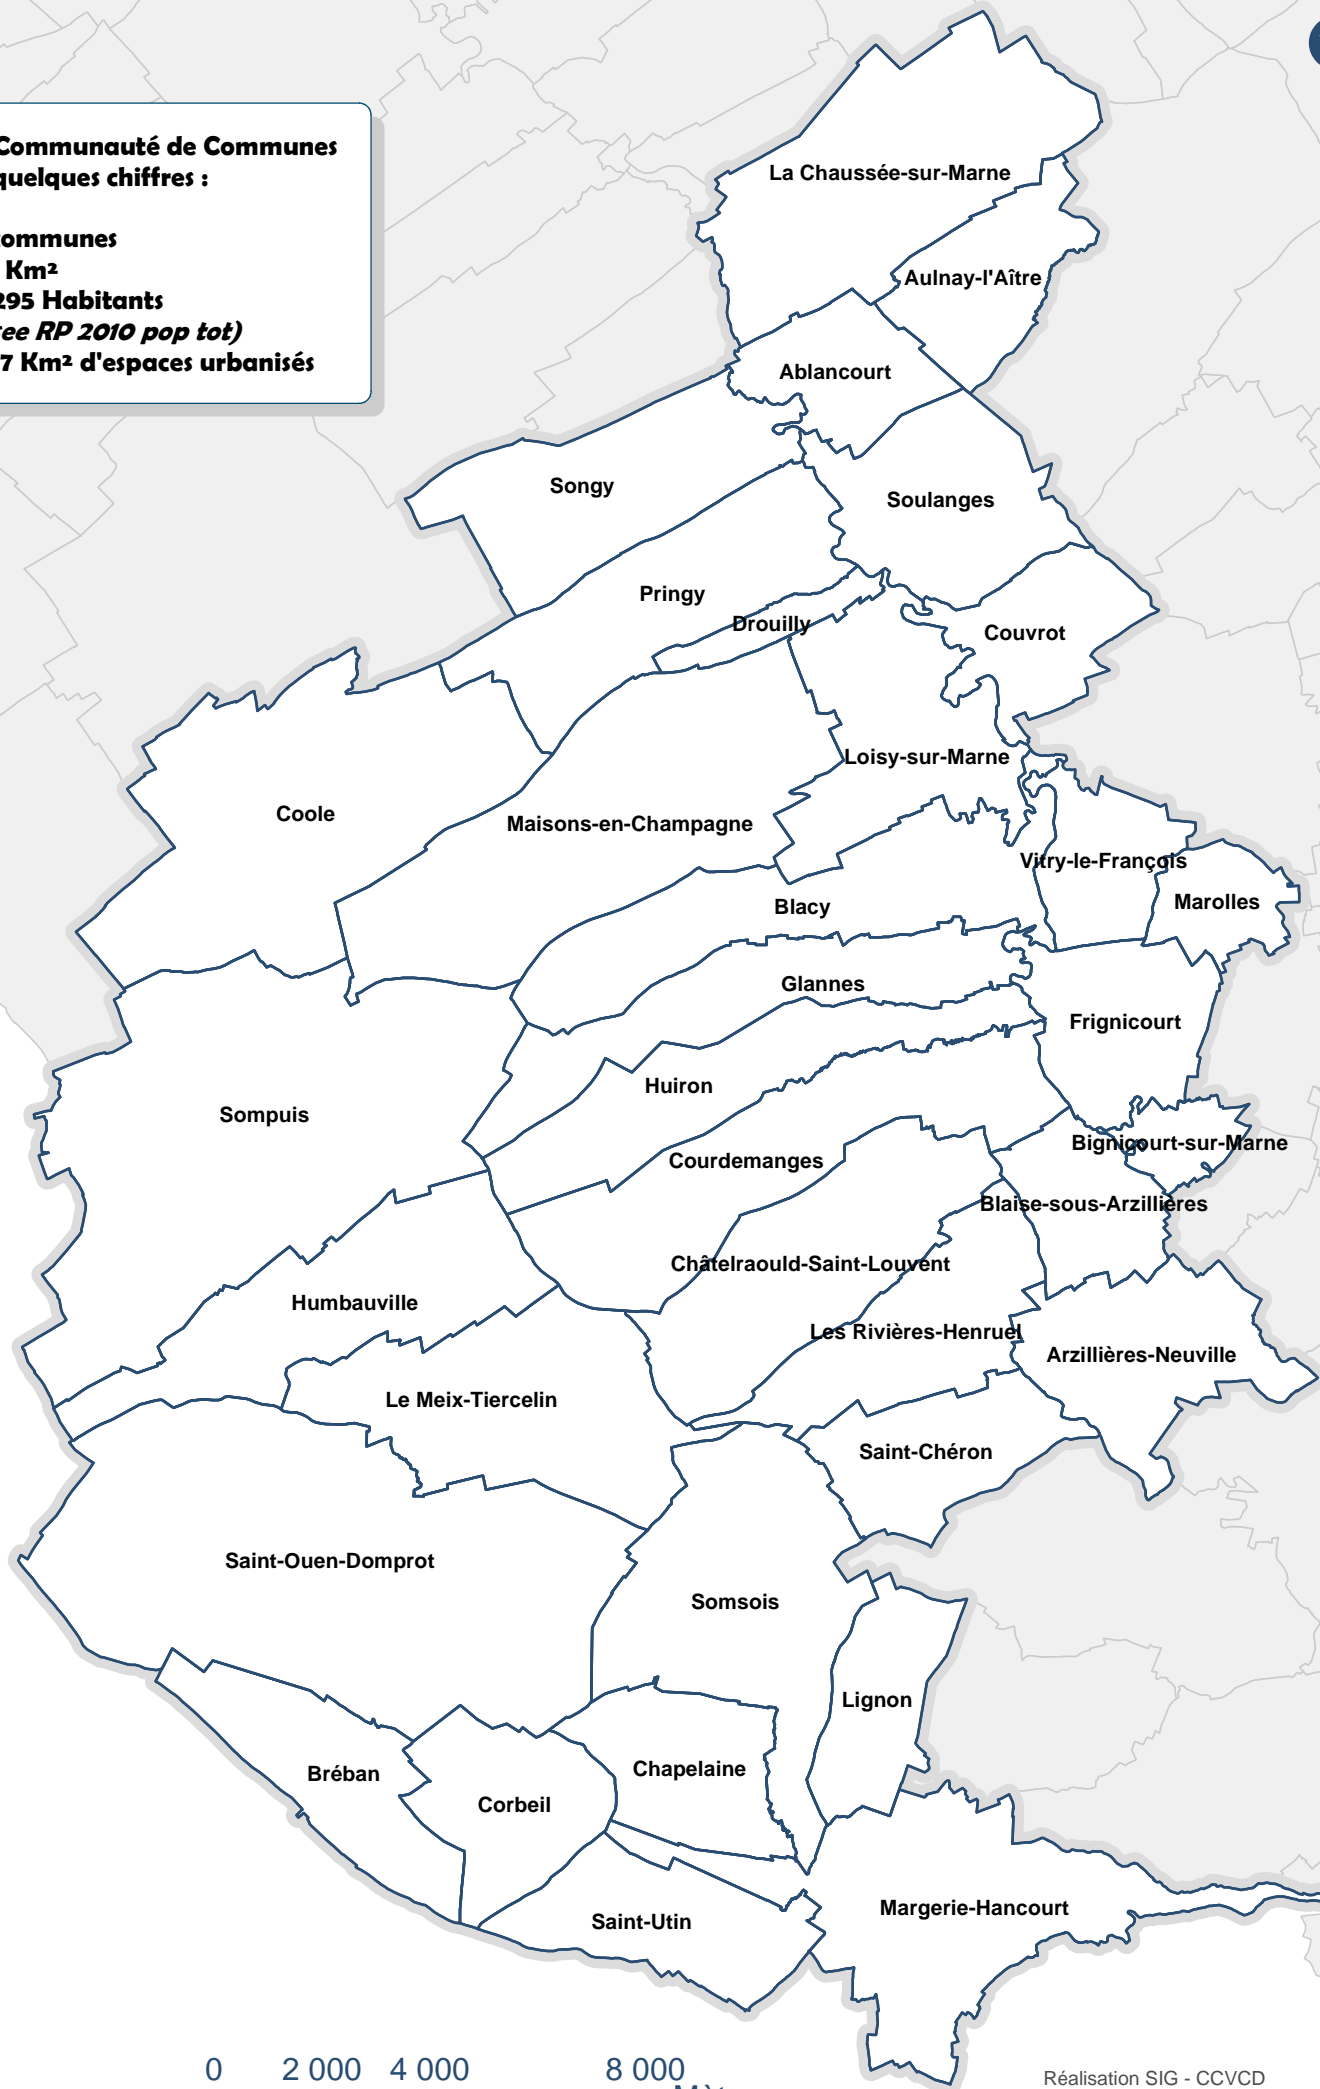 Communauté de Communes
quelques chiffres :
communes
Km²
295 Habitants
ee RP 2010 pop tot)
7 Km² d'espaces urbanisés
La Chaussée-sur-Marne
Aulnay-l'Aître
Ablancourt
Songy
Soulanges
Pringy
Drouilly
Couvrot
Loisy-sur-Marne
Coole
Maisons-en-Champagne
Vitry-le-François
Marolles
Blacy
Glannes
Frignicourt
Huiron
Sompuis
Bignicourt-sur-Marne
Courdemanges
Blaise-sous-Arzillières
Châtelraould-Saint-Louvent
Humbauville
Les Rivières-Henruel
Arzillières-Neuville
Le Meix-Tiercelin
Saint-Chéron
Saint-Ouen-Domprot
Somsois
Lignon
Chapelaine
Bréban
Corbeil
Margerie-Hancourt
Saint-Utin
0 2 000 4 000 8 000
Réalisation SIG - CCVCD